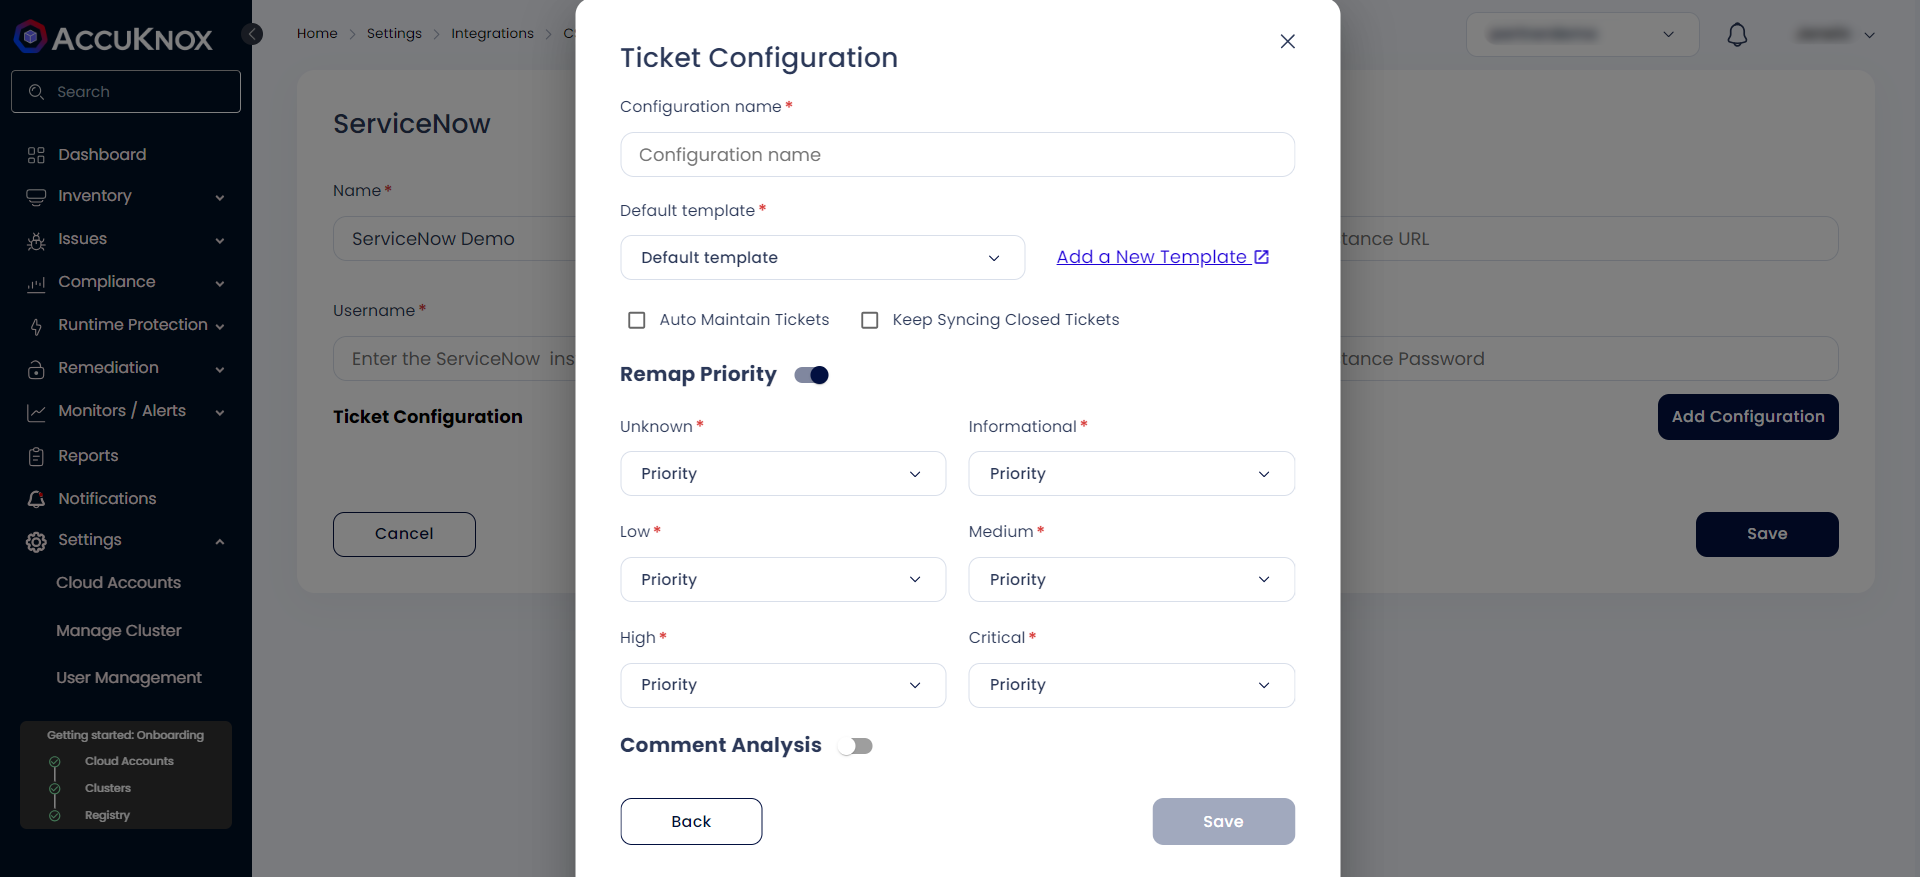 ACCUKNOX
Search
Dashboard
Inventory
Issues
Compliance
Runtime Protection
Remediation
Monitors / Alerts
Reports
Notifications
Settings
Cloud Accounts
Manage Cluster
User Management
Getting started: Onboarding
Cloud Accounts
Clusters
Registry
Home > Settings > Integrations >
ServiceNow
Name *
ServiceNow Demo
tance URL
Username *
Enter the ServiceNow ins
tance Password
Ticket Configuration
Add Configuration
Cancel
Save
Ticket Configuration
Configuration name *
Configuration name
Default template *
Default template
Add a New Template
Auto Maintain Tickets
Keep Syncing Closed Tickets
Remap Priority
Unknown * Informational *
Priority Priority
Low * Medium *
Priority Priority
High * Critical *
Priority Priority
Comment Analysis
Back
Save